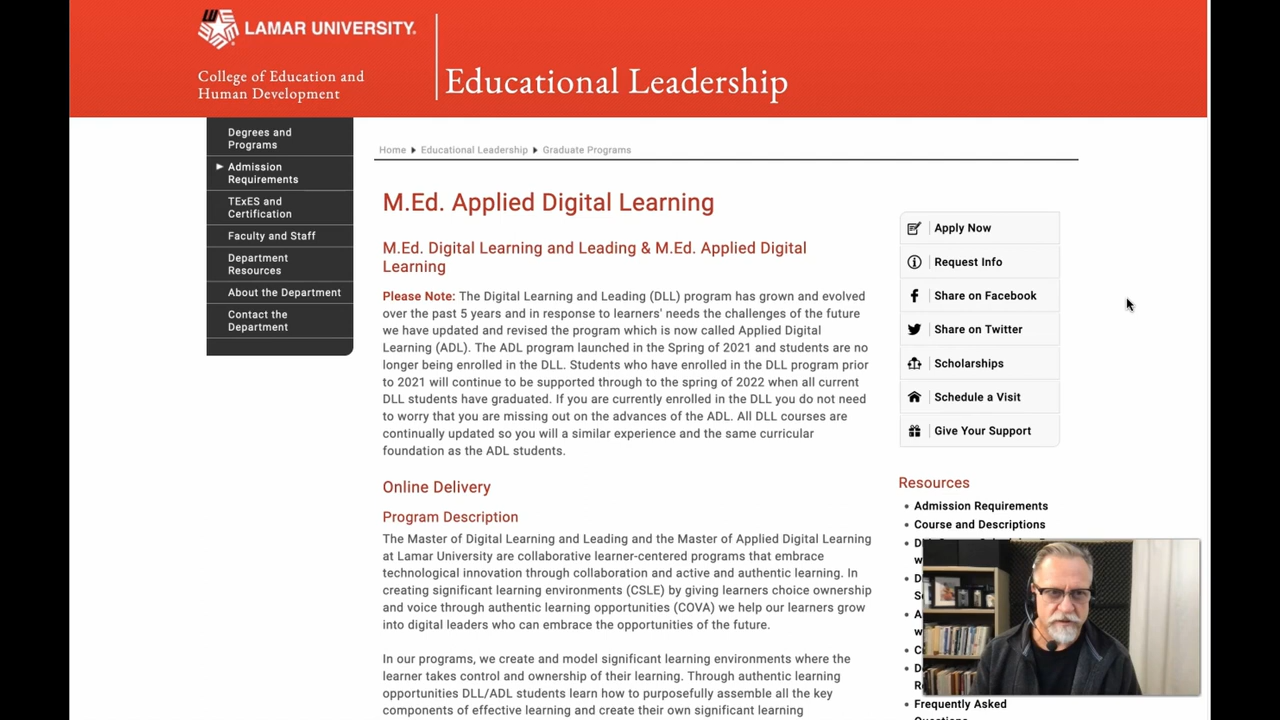 LAMAR UNIVERSITY.
College of Education and
Human Development
Educational Leadership
Degrees and
Programs
Admission
Requirements
TExES and
Certification
Faculty and Staff
Department
Resources
About the Department
Contact the
Department
Home ▸ Educational Leadership ▸ Graduate Programs
M.Ed. Applied Digital Learning
M.Ed. Digital Learning and Leading & M.Ed. Applied Digital
Learning
Please Note: The Digital Learning and Leading (DLL) program has grown and evolved
over the past 5 years and in response to learners' needs the challenges of the future
we have updated and revised the program which is now called Applied Digital
Learning (ADL). The ADL program launched in the Spring of 2021 and students are no
longer being enrolled in the DLL. Students who have enrolled in the DLL program prior
to 2021 will continue to be supported through to the spring of 2022 when all current
DLL students have graduated. If you are currently enrolled in the DLL you do not need
to worry that you are missing out on the advances of the ADL. All DLL courses are
continually updated so you will a similar experience and the same curricular
foundation as the ADL students.
Online Delivery
Program Description
The Master of Digital Learning and Leading and the Master of Applied Digital Learning
at Lamar University are collaborative learner-centered programs that embrace
technological innovation through collaboration and active and authentic learning. In
creating significant learning environments (CSLE) by giving learners choice ownership
and voice through authentic learning opportunities (COVA) we help our learners grow
into digital leaders who can embrace the opportunities of the future.
In our programs, we create and model significant learning environments where the
learner takes control and ownership of their learning. Through authentic learning
opportunities DLL/ADL students learn how to purposefully assemble all the key
components of effective learning and create their own significant learning
Apply Now
Request Info
Share on Facebook
Share on Twitter
Scholarships
Schedule a Visit
Give Your Support
Resources
Admission Requirements
Course and Descriptions
Frequently Asked